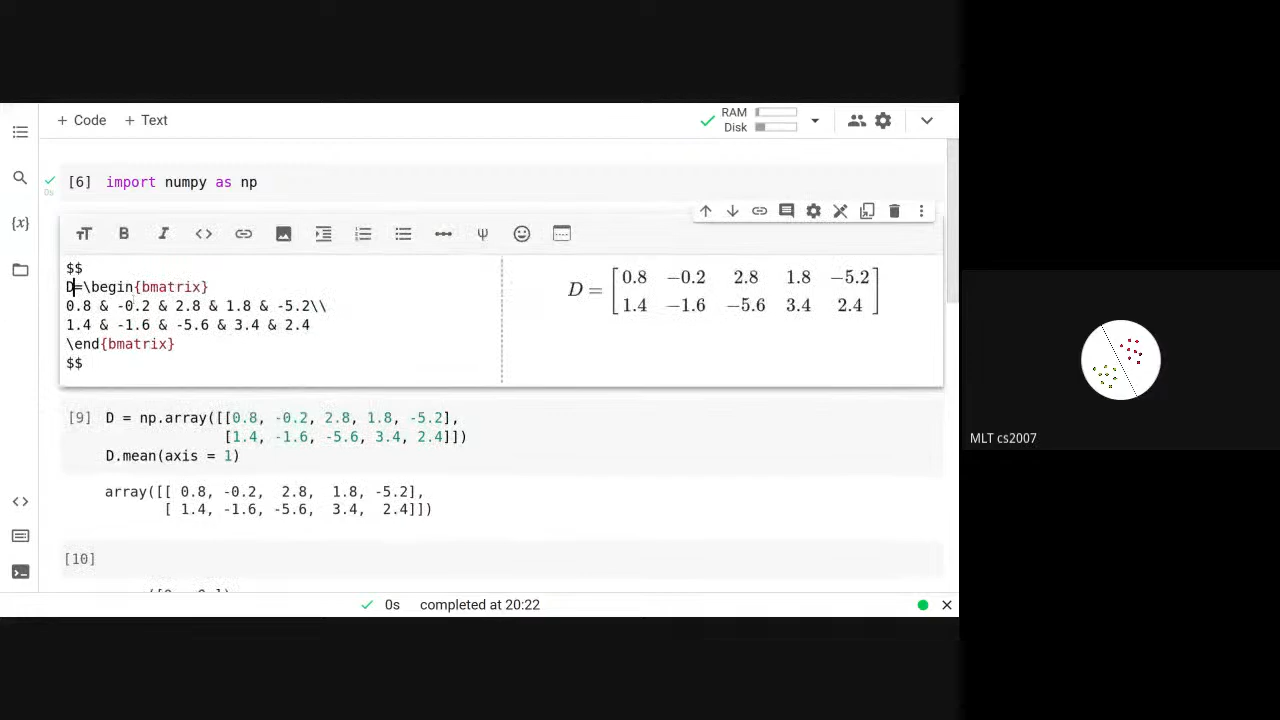 + Code + Text
RAM
Disk
[6] import numpy as np
0s
{x}
$$
D=\begin{bmatrix}
0.8 & -0.2 & 2.8 & 1.8 & -5.2\\
1.4 & -1.6 & -5.6 & 3.4 & 2.4
\end{bmatrix}
$$
D = [0.8 −0.2 2.8 1.8 −5.2
1.4 −1.6 −5.6 3.4 2.4]
[9] D = np.array([[0.8, -0.2, 2.8, 1.8, -5.2],
[1.4, -1.6, -5.6, 3.4, 2.4]])
D.mean(axis = 1)
array([[ 0.8, -0.2,  2.8,  1.8, -5.2],
[ 1.4, -1.6, -5.6,  3.4,  2.4]])
[10]
0s completed at 20:22
MLT cs2007